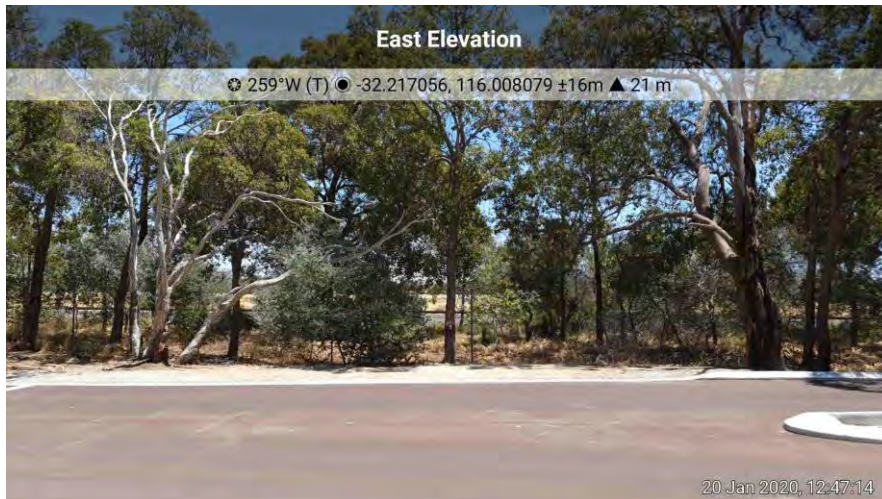 East Elevation
259°W (T) -32.217056, 116.008079 ±16m ▲ 21 m
20 Jan 2020, 12:47:14